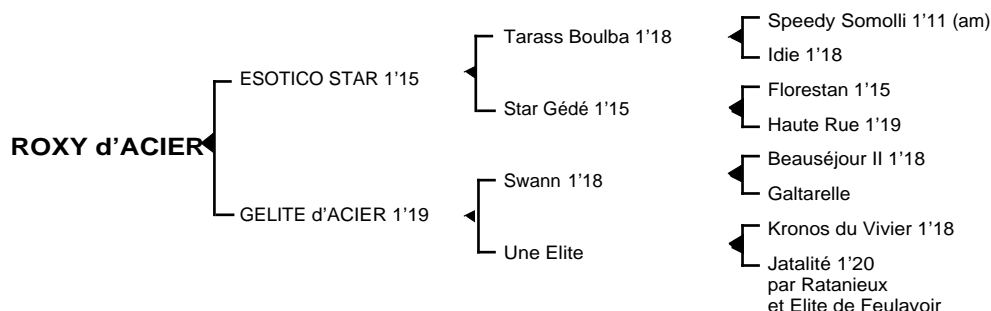 Speedy Somolli 1’11 (am)
Tarass Boulba 1’18
Idie 1’18
ESOTICO STAR 1’15
Florestan 1’15
Star Gédé 1’15
Haute Rue 1’19
ROXY d’ACIER
Beauséjour II 1’18
Swann 1’18
Galtarelle
GELITE d’ACIER 1’19
Kronos du Vivier 1’18
Une Elite
Jatalité 1’20
par Ratanieux
et Elite de Feulavoir